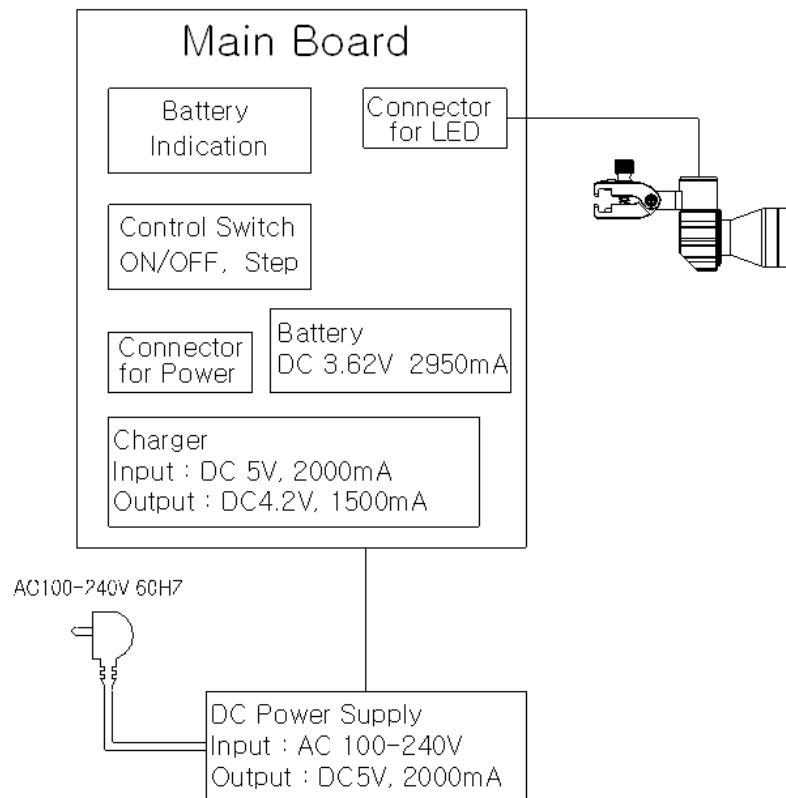 Main Board
Battery
Indication
Connector
for LED
Control Switch
ON/OFF, Step
Connector
for Power
Battery
DC 3.62V 2950mA
Charger
Input : DC 5V, 2000mA
Output : DC4.2V, 1500mA
AC100-240V 60HZ
DC Power Supply
Input : AC 100-240V
Output : DC5V, 2000mA